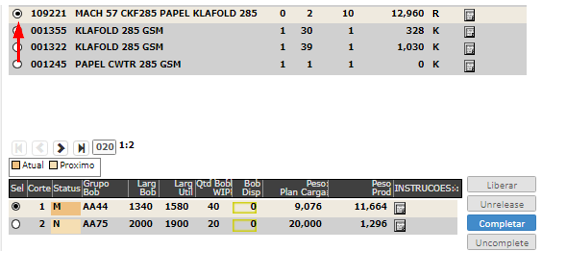 109221 MACH 57 CKF285 PAPEL KLAFOLD 285 0 2 10 12,960 R
001355 KLAFOLD 285 GSM 1 30 1 328 K
001322 KLAFOLD 285 GSM 1 39 1 1,030 K
001245 PAPEL CWTR 285 GSM 1 1 1 0 K
020 1:2
Atual Proximo
Sel Corte Status Grupo Bob Larg Bob Larg Util Qtd Bob WIP Bob Disp Peso: Plan Carga: Peso Prod INSTRUCOES::
1 M AA44 1340 1580 40 0 9,076 11,664
2 N AA75 2000 1900 20 0 20,000 1,296
Liberar
Unrelease
Completar
Uncomplete